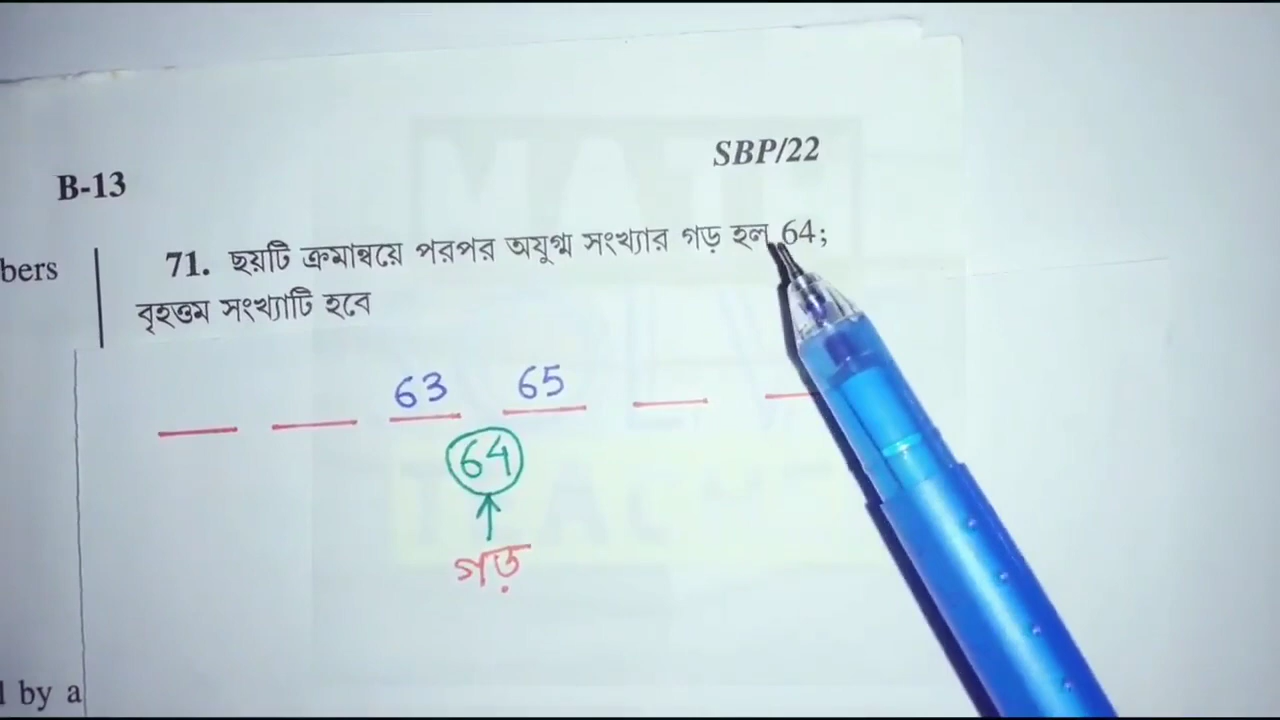 SBP/22
B-13
71. ছয়টি ক্রমান্বয়ে পরপর অযুগ্ম সংখ্যার গড় হল 64;
bers
বৃহত্তম সংখ্যাটি হবে
63 65
64
গড়
by a